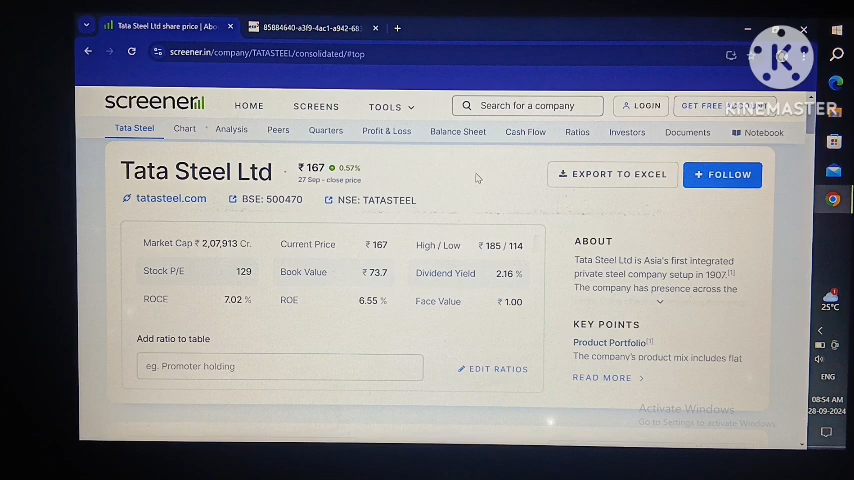 Tata Steel Ltd share price | Abo
85884640-a3f9-4ac1-a942-683
screener.in/company/TATASTEEL/consolidated/#top
KINEMASTER
screener
HOME
SCREENS
TOOLS
Search for a company
LOGIN
GET FREE ACCOUNT
Tata Steel
Chart
Analysis
Peers
Quarters
Profit & Loss
Balance Sheet
Cash Flow
Ratios
Investors
Documents
Notebook
Tata Steel Ltd
₹ 167 0.57%
27 Sep - close price
EXPORT TO EXCEL
+ FOLLOW
tatasteel.com
BSE: 500470
NSE: TATASTEEL
Market Cap ₹ 2,07,913 Cr.
Current Price ₹ 167
High / Low ₹ 185 / 114
Stock P/E 129
Book Value ₹ 73.7
Dividend Yield 2.16 %
ROCE 7.02 %
ROE 6.55 %
Face Value ₹ 1.00
Add ratio to table
eg. Promoter holding
EDIT RATIOS
ABOUT
Tata Steel Ltd is Asia's first integrated
private steel company setup in 1907.[1]
The company has presence across the
KEY POINTS
Product Portfolio[1]
The company's product mix includes flat
READ MORE
Activate Windows
Go to Settings to activate Windows.
25°C
ENG
08:54 AM
28-09-2024